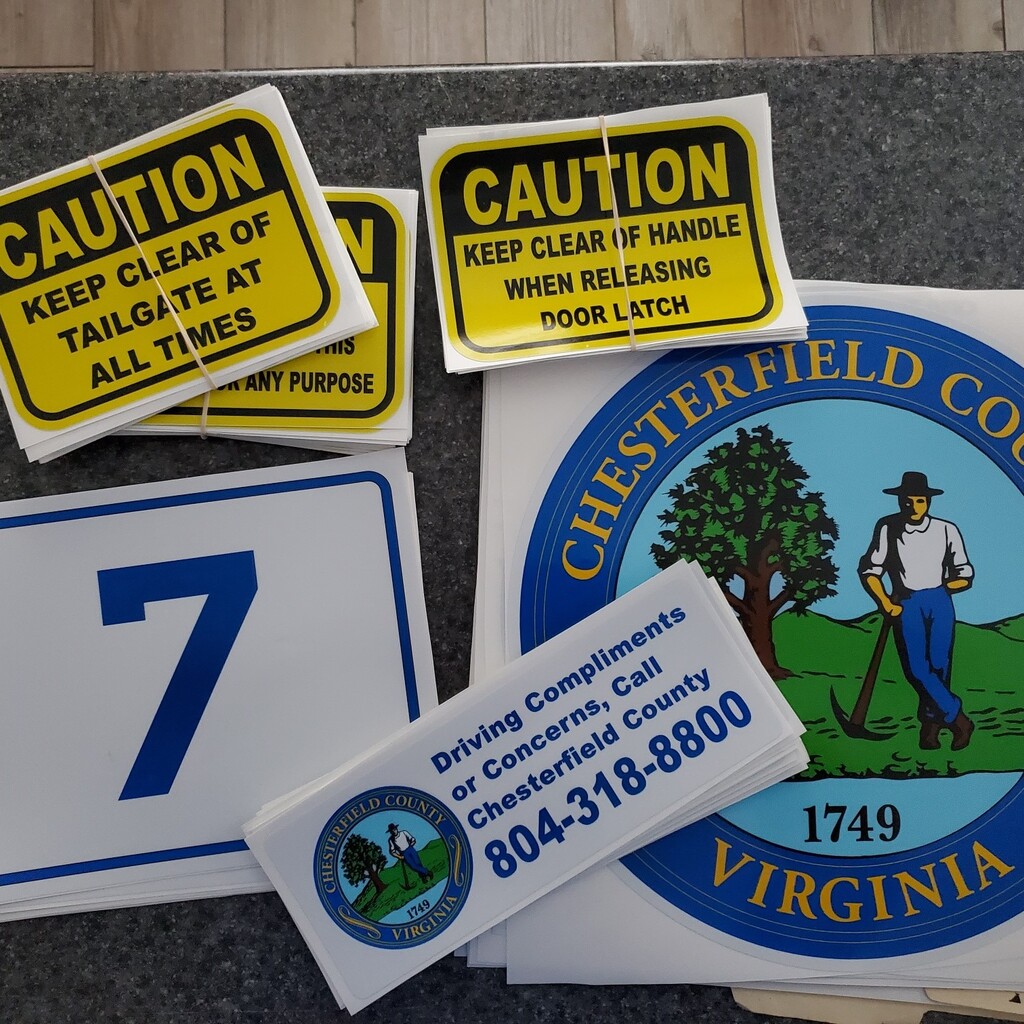 CAUTION
KEEP CLEAR OF
TAILGATE AT
ALL TIMES
N
THIS
ANY PURPOSE
CAUTION
KEEP CLEAR OF HANDLE
WHEN RELEASING
DOOR LATCH
7
Driving Compliments
or Concerns, Call
Chesterfield County
804-318-8800
CHESTERFIELD COUNTY
1749
VIRGINIA
CHESTERFIELD COU
1749
VIRGINIA